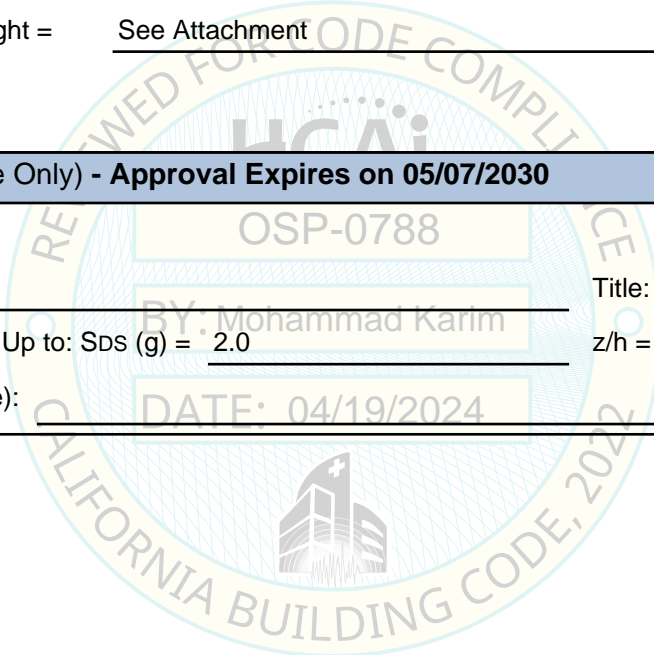 ght = See Attachment
REVIEWED FOR CODE COMPLIANCE
HCAi
e Only) - Approval Expires on 05/07/2030
OSP-0788
Title:
BY: Mohammad Karim
Up to: SDS (g) = 2.0 z/h =
e):
DATE: 04/19/2024
CALIFORNIA BUILDING CODE, 2022